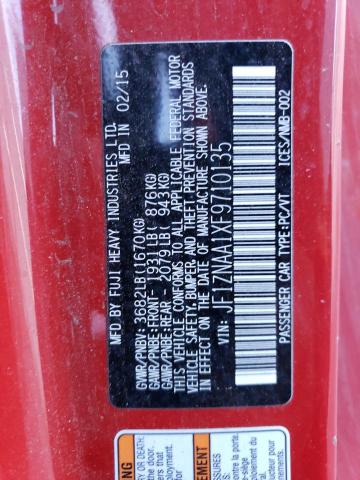 MFD BY FUJI HEAVY INDUSTRIES LTD.
MFD IN 02/15
GVWR/PNBV: 3682LB(1670KG)
GAWR/PNBE:FRONT- 1931LB( 876KG)
GAWR/PNBE:REAR - 2079LB( 943KG)
THIS VEHICLE CONFORMS TO ALL APPLICABLE FEDERAL MOTOR
VEHICLE SAFETY,BUMPER AND THEFT PREVENTION STANDARDS
IN EFFECT ON THE DATE OF MANUFACTURE SHOWN ABOVE.
VIN: JF1ZNAA1XF9710135
PASSENGER CAR TYPE:PC/VT ICES/NMB-002